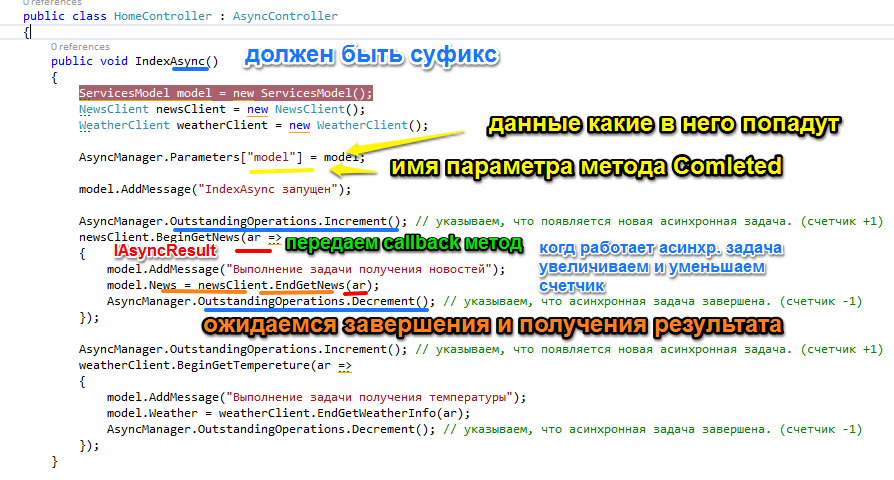 0 references
public class HomeController : AsyncController
{
0 references
public void IndexAsync() должен быть суфикс
{
ServicesModel model = new ServicesModel();
NewsClient newsClient = new NewsClient();
WeatherClient weatherClient = new WeatherClient();
данные какие в него попадут
AsyncManager.Parameters["model"] = model;
имя параметра метода Comleted
model.AddMessage("IndexAsync запущен");
AsyncManager.OutstandingOperations.Increment(); // указываем, что появляется новая асинхронная задача. (счетчик +1)
newsClient.BeginGetNews(ar => передаем callback метод
{ IAsyncResult
когд работает асинхр. задача
увеличиваем и уменьшаем
счетчик
model.AddMessage("Выполнение задачи получения новостей");
model.News = newsClient.EndGetNews(ar);
AsyncManager.OutstandingOperations.Decrement(); // указываем, что асинхронная задача завершена. (счетчик -1)
}); ожидаемся завершения и получения результата
AsyncManager.OutstandingOperations.Increment(); // указываем, что появляется новая асинхронная задача. (счетчик +1)
weatherClient.BeginGetTempereture(ar =>
{
model.AddMessage("Выполнение задачи получения температуры");
model.Weather = weatherClient.EndGetWeatherInfo(ar);
AsyncManager.OutstandingOperations.Decrement(); // указываем, что асинхронная задача завершена. (счетчик -1)
});
}